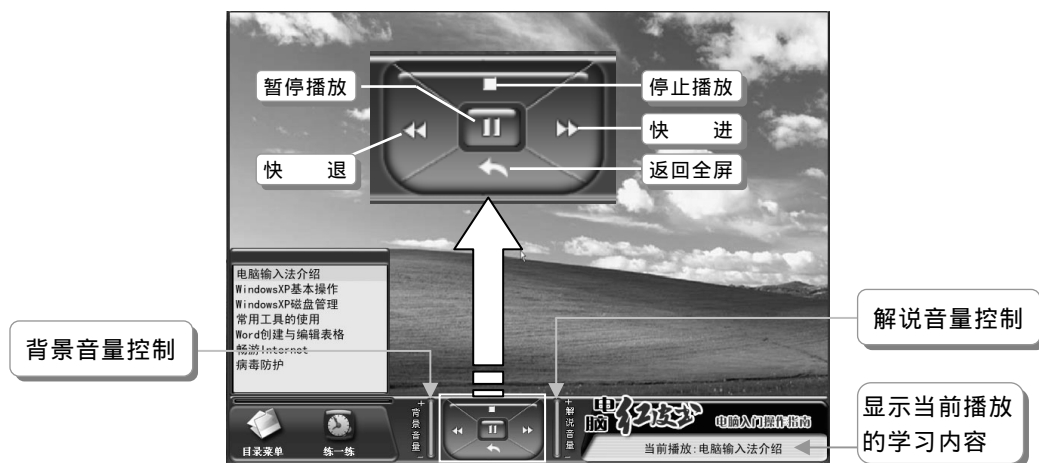 暂停播放
停止播放
快 进
快 退
返回全屏
电脑输入法介绍
WindowsXP基本操作
WindowsXP磁盘管理
常用工具的使用
Word创建与编辑表格
畅游Internet
病毒防护
背景音量控制
解说音量控制
显示当前播放
的学习内容
目录菜单
练一练
+背景音量-
+解说音量-
电脑
电脑入门操作指南
当前播放:电脑输入法介绍